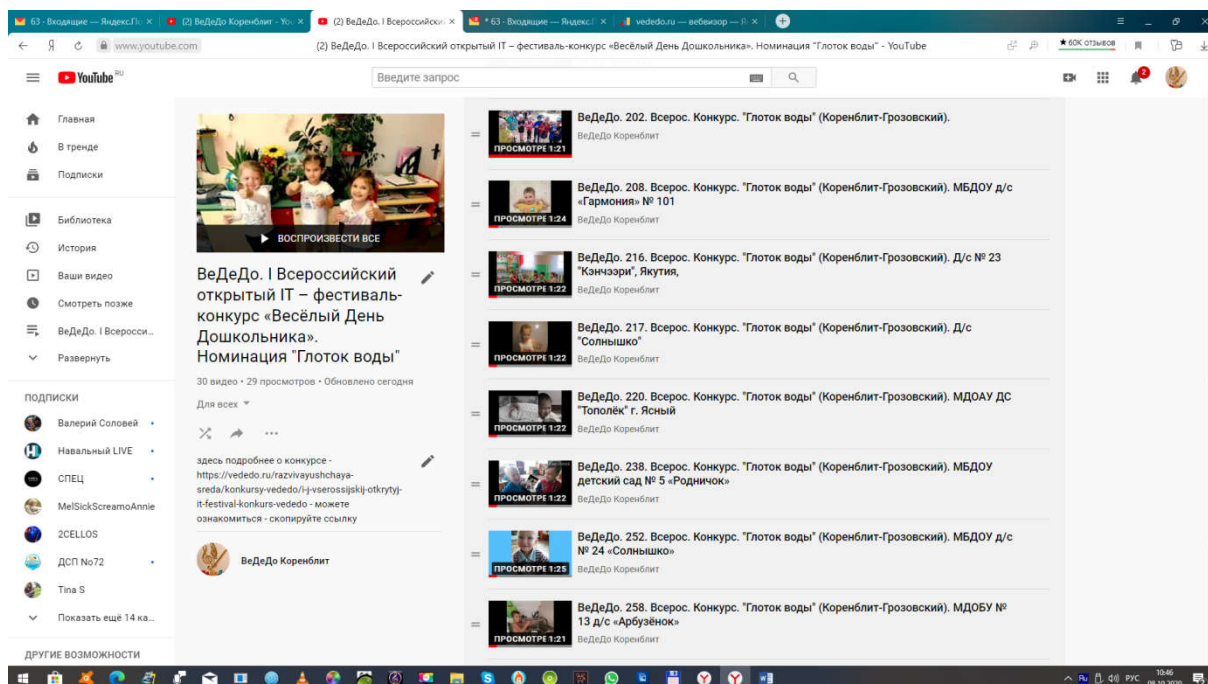 63 · Входящие — Яндекс.По
(2) ВеДеДо Коренблит - You
(2) ВеДеДо. I Всероссийски
* 63 · Входящие — Яндекс.П
vededo.ru — вебвизор — Я
www.youtube.com
(2) ВеДеДо. I Всероссийский открытый IT – фестиваль-конкурс «Весёлый День Дошкольника». Номинация "Глоток воды" - YouTube
★ 60K отзывов
YouTube RU
Введите запрос
2
Главная
В тренде
Подписки
Библиотека
История
Ваши видео
Смотреть позже
ВеДеДо. I Всеросси...
Развернуть
ПОДПИСКИ
Валерий Соловей
Навальный LIVE
СПЕЦ
MelSickScreamoAnnie
2CELLOS
ДСП No72
Tina S
Показать ещё 14 ка...
ДРУГИЕ ВОЗМОЖНОСТИ
ВОСПРОИЗВЕСТИ ВСЕ
ВеДеДо. I Всероссийский
открытый IT – фестиваль-
конкурс «Весёлый День
Дошкольника».
Номинация "Глоток воды"
30 видео • 29 просмотров • Обновлено сегодня
Для всех
здесь подробнее о конкурсе -
https://vededo.ru/razvivayushchaya-
sreda/konkursy-vededo/i-j-vserossijskij-otkrytyj-
it-festival-konkurs-vededo - можете
ознакомиться - скопируйте ссылку
ВеДеДо Коренблит
ПРОСМОТРЕ 1:21
ВеДеДо. 202. Всерос. Конкурс. "Глоток воды" (Коренблит-Грозовский).
ВеДеДо Коренблит
ПРОСМОТРЕ 1:24
ВеДеДо. 208. Всерос. Конкурс. "Глоток воды" (Коренблит-Грозовский). МБДОУ д/с
«Гармония» № 101
ВеДеДо Коренблит
ПРОСМОТРЕ 1:22
ВеДеДо. 216. Всерос. Конкурс. "Глоток воды" (Коренблит-Грозовский). Д/с № 23
"Кэнчээри", Якутия,
ВеДеДо Коренблит
ПРОСМОТРЕ 1:22
ВеДеДо. 217. Всерос. Конкурс. "Глоток воды" (Коренблит-Грозовский). Д/с
"Солнышко"
ВеДеДо Коренблит
ПРОСМОТРЕ 1:22
ВеДеДо. 220. Всерос. Конкурс. "Глоток воды" (Коренблит-Грозовский). МДОАУ ДС
"Тополёк" г. Ясный
ВеДеДо Коренблит
ПРОСМОТРЕ 1:22
ВеДеДо. 238. Всерос. Конкурс. "Глоток воды" (Коренблит-Грозовский). МБДОУ
детский сад № 5 «Родничок»
ВеДеДо Коренблит
ПРОСМОТРЕ 1:25
ВеДеДо. 252. Всерос. Конкурс. "Глоток воды" (Коренблит-Грозовский). МБДОУ д/с
№ 24 «Солнышко»
ВеДеДо Коренблит
ПРОСМОТРЕ 1:21
ВеДеДо. 258. Всерос. Конкурс. "Глоток воды" (Коренблит-Грозовский). МДОБУ №
13 д/с «Арбузёнок»
ВеДеДо Коренблит
Ru
РУС
10:46
08.10.2020